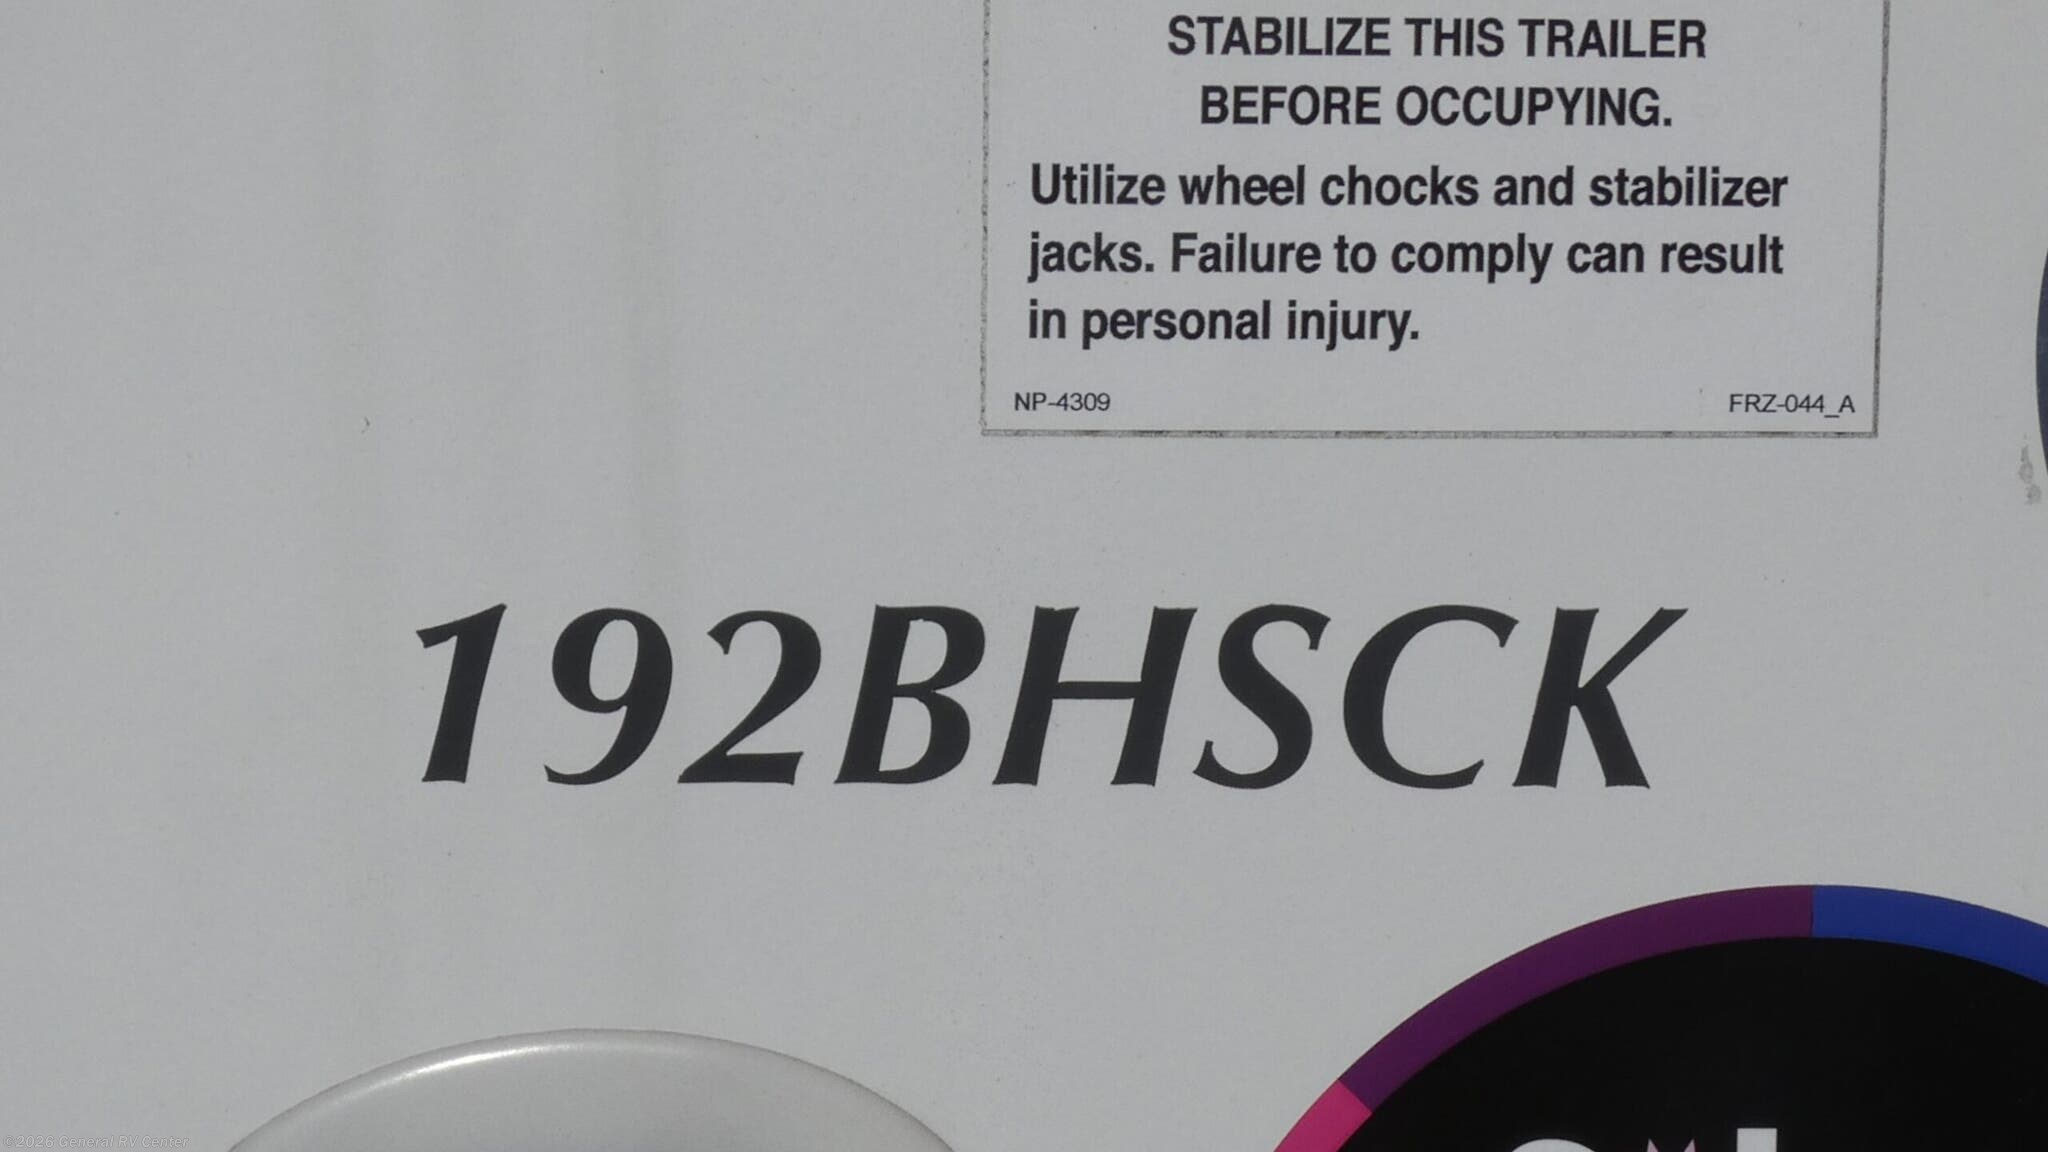 STABILIZE THIS TRAILER
BEFORE OCCUPYING.
Utilize wheel chocks and stabilizer
jacks. Failure to comply can result
in personal injury.
NP-4309 FRZ-044_A
192BHSCK
©2026 General RV Center